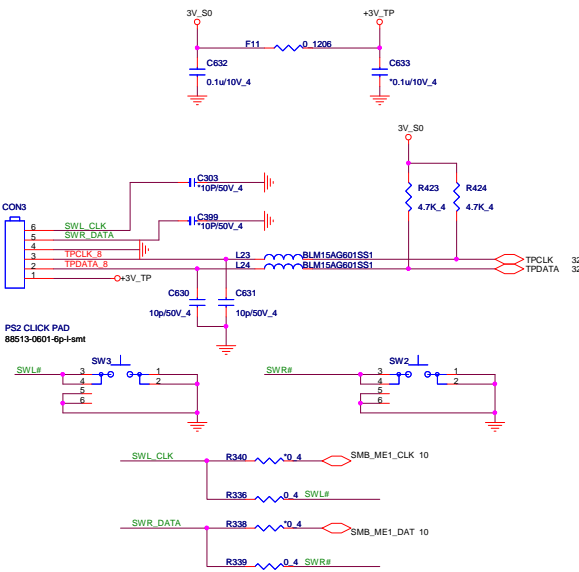 3V_S0
+3V_TP
F11
0_1206
C632
0.1u/10V_4
C633
*0.1u/10V_4
3V_S0
C303
*10P/50V_4
R423
4.7K_4
R424
4.7K_4
CON3
C399
*10P/50V_4
6 SWL_CLK
5 SWR_DATA
4
3 TPCLK_8
2 TPDATA_8
1 +3V_TP
L23 BLM15AG601SS1
L24 BLM15AG601SS1
TPCLK 32
TPDATA 32
C630
10p/50V_4
C631
10p/50V_4
PS2 CLICK PAD
88513-0601-6p-l-smt
SWL#
SW3
3 1
4 2
5
6
SWR#
SW2
3 1
4 2
5
6
SWL_CLK R340 *0_4 SMB_ME1_CLK 10
R336 0_4 SWL#
SWR_DATA R338 *0_4 SMB_ME1_DAT 10
R339 0_4 SWR#